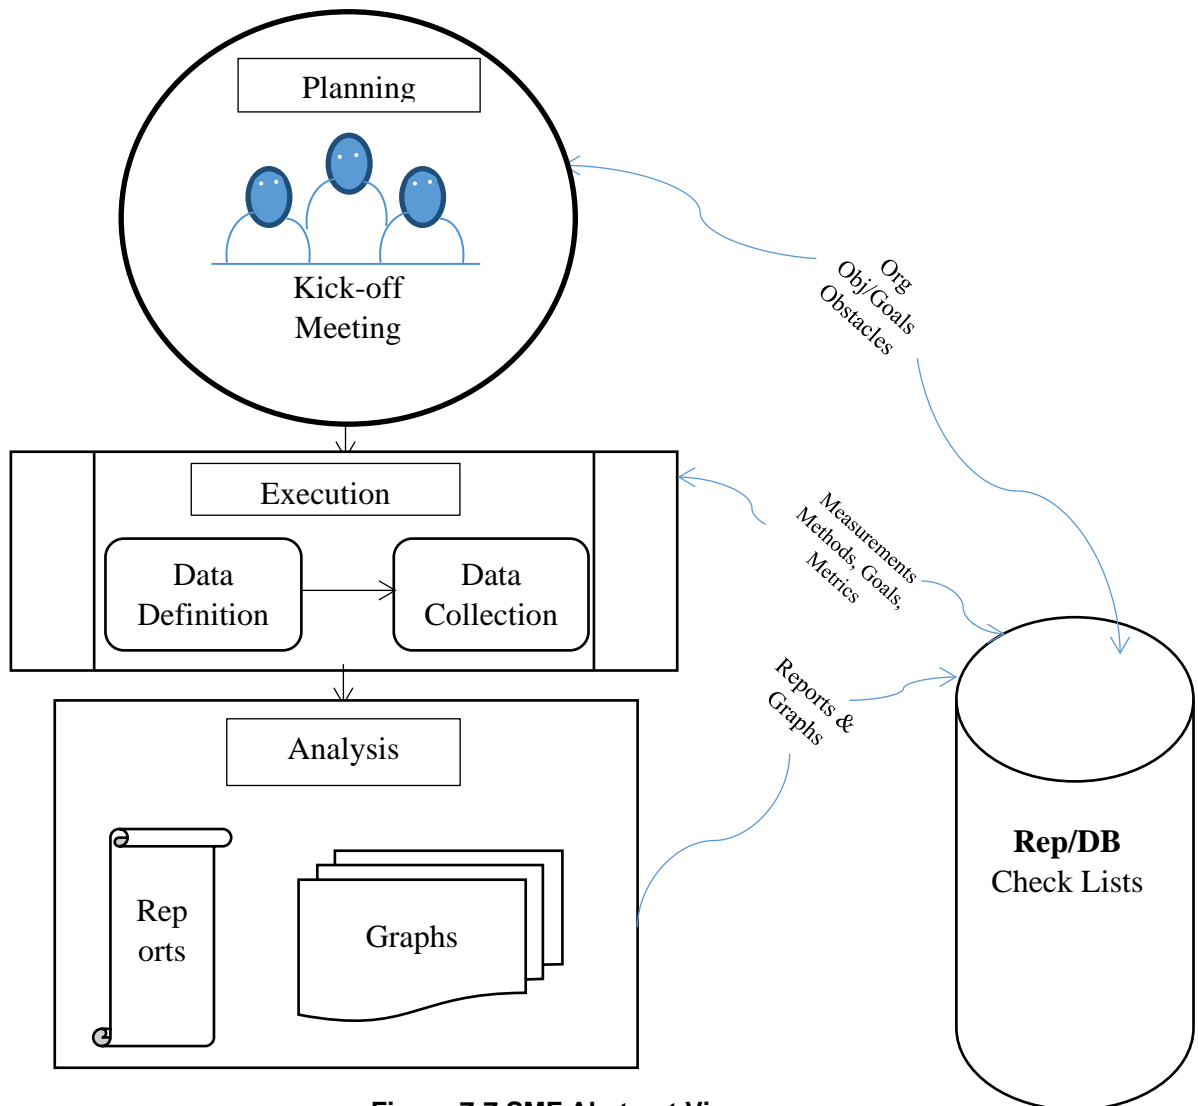 Planning
Kick-off
Meeting
Org
Obj/Goals
Obstacles
Execution
Data
Definition
Data
Collection
Measurements
Methods, Goals,
Metrics
Reports &
Graphs
Analysis
Rep
orts
Graphs
Rep/DB
Check Lists